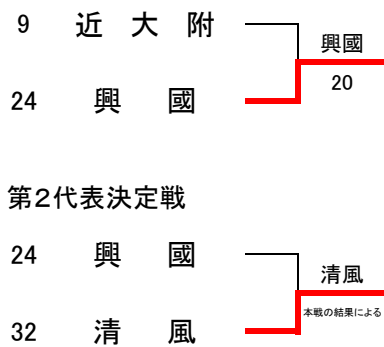 9 近 大 附
興國
20
24 興 國
第2代表決定戦
24 興 國
清風
本戦の結果による
32 清 風